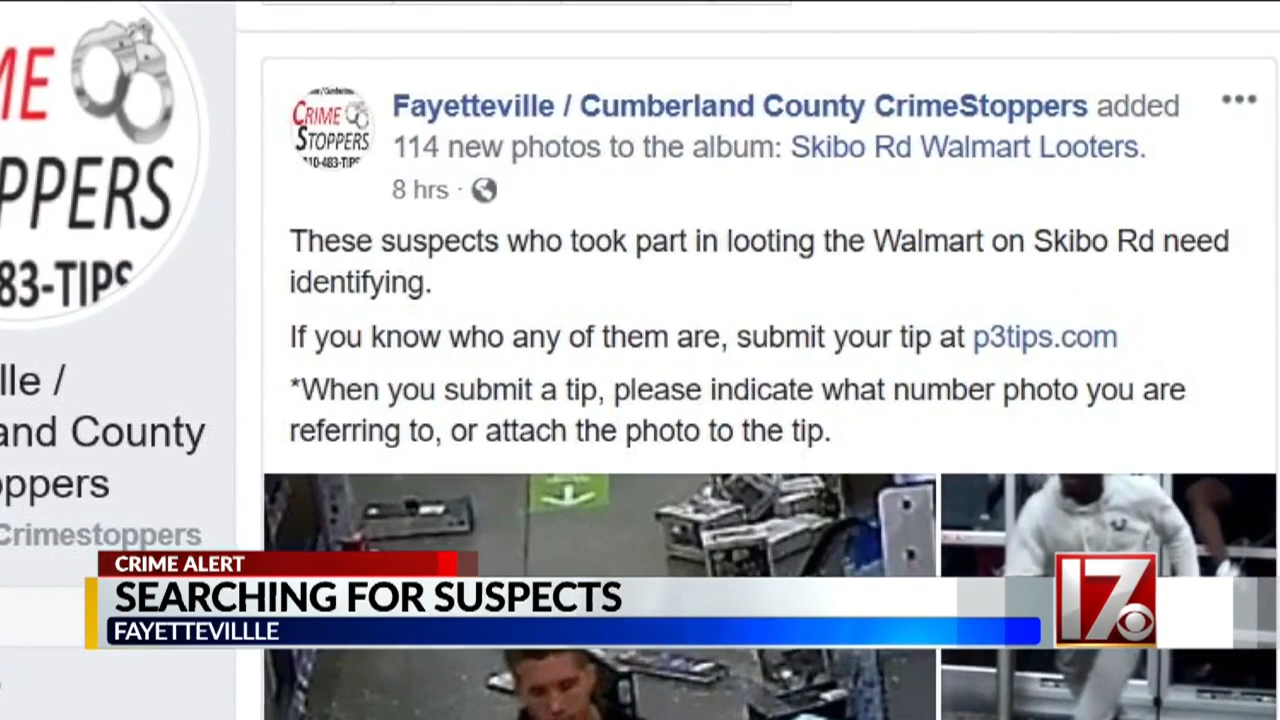 ME
PPERS
83-TIPS
lle /
and County
oppers
Crimestoppers
CRIME
STOPPERS
10-483-TIPS
Fayetteville / Cumberland County CrimeStoppers added
114 new photos to the album: Skibo Rd Walmart Looters.
8 hrs ·
These suspects who took part in looting the Walmart on Skibo Rd need
identifying.
If you know who any of them are, submit your tip at p3tips.com
*When you submit a tip, please indicate what number photo you are
referring to, or attach the photo to the tip.
CRIME ALERT
SEARCHING FOR SUSPECTS
FAYETTEVILLLE
17